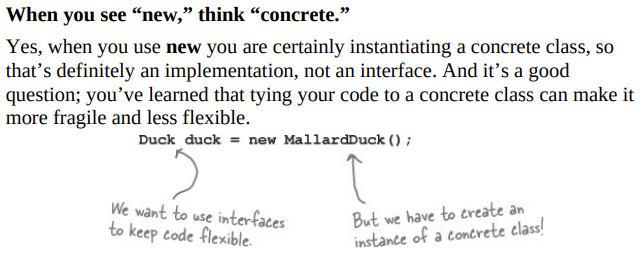 When you see “new,” think “concrete.”
Yes, when you use new you are certainly instantiating a concrete class, so
that’s definitely an implementation, not an interface. And it’s a good
question; you’ve learned that tying your code to a concrete class can make it
more fragile and less flexible.
Duck duck = new MallardDuck();
We want to use interfaces
to keep code flexible.
But we have to create an
instance of a concrete class!